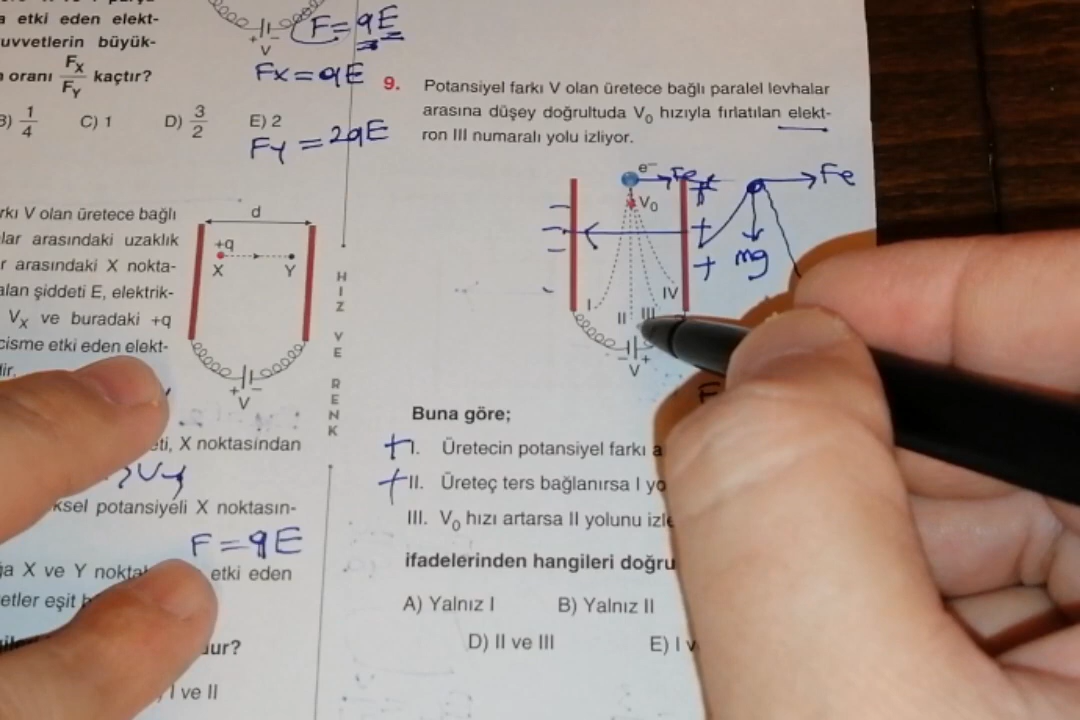 a etki eden elekt-
uvvetlerin büyük-
oranı Fx/Fy kaçtır?
1/4 C) 1 D) 3/2 E) 2
+ - V
F=qE
Fx=qE
Fy=2qE
rkı V olan üretece bağlı
lar arasındaki uzaklık
r arasındaki X nokta-
alan şiddeti E, elektrik-
Vx ve buradaki +q
cisme etki eden elekt-
dir.
d
+q
X Y
+ -
V
eti, X noktasından
ksel potansiyeli X noktasın-
F=qE
ğa X ve Y etki eden
etler eşit
I ve II
HIZ VE RENK
9. Potansiyel farkı V olan üretece bağlı paralel levhalar
arasına düşey doğrultuda V0 hızıyla fırlatılan elekt-
ron III numaralı yolu izliyor.
e- Fe
V0
Fe
mg
+
+
I II III IV
- +
V
Buna göre;
+ I. Üretecin potansiyel farkı a
+ II. Üreteç ters bağlanırsa I yo
III. V0 hızı artarsa II yolunu izle
ifadelerinden hangileri doğru
A) Yalnız I B) Yalnız II
D) II ve III E) I v